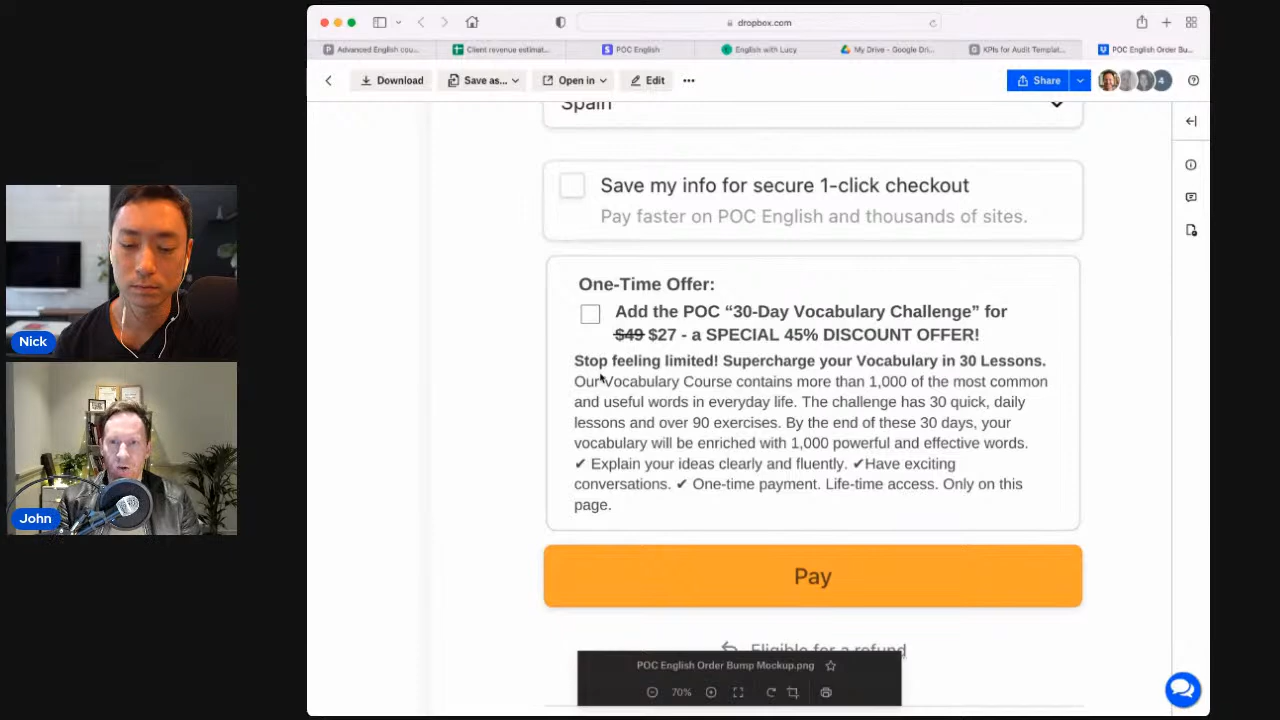 dropbox.com
Advanced English cou...
Client revenue estimat...
POC English
English with Lucy
My Drive - Google Dri...
KPIs for Audit Templat...
POC English Order Bu...
Download
Save as...
Open in
Edit
Share
4
Spain
Save my info for secure 1-click checkout
Pay faster on POC English and thousands of sites.
One-Time Offer:
Add the POC “30-Day Vocabulary Challenge” for
$49 $27 - a SPECIAL 45% DISCOUNT OFFER!
Stop feeling limited! Supercharge your Vocabulary in 30 Lessons.
Our Vocabulary Course contains more than 1,000 of the most common
and useful words in everyday life. The challenge has 30 quick, daily
lessons and over 90 exercises. By the end of these 30 days, your
vocabulary will be enriched with 1,000 powerful and effective words.
✔ Explain your ideas clearly and fluently. ✔Have exciting
conversations. ✔ One-time payment. Life-time access. Only on this
page.
Pay
Eligible for a refund
POC English Order Bump Mockup.png
70%
Nick
John